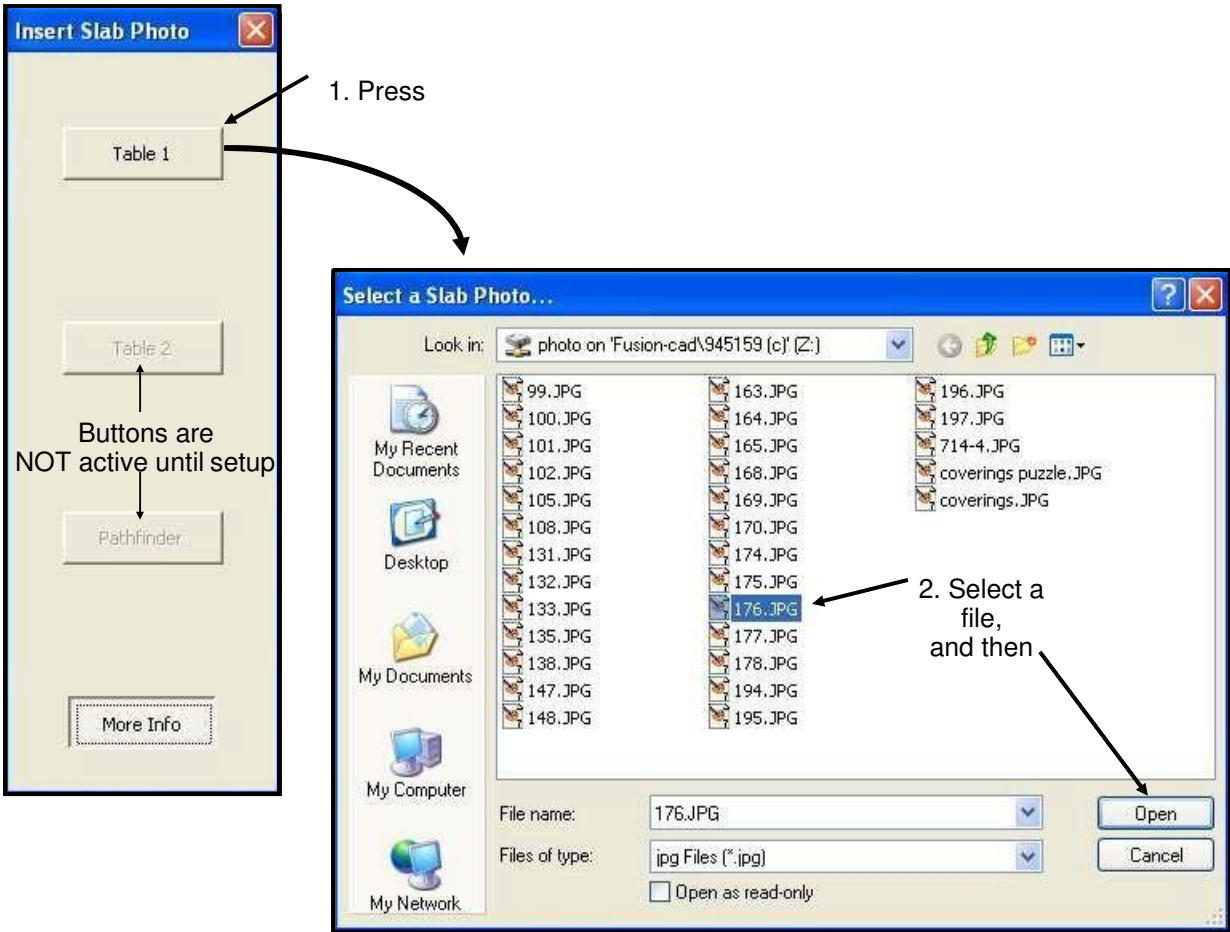 Insert Slab Photo
1. Press
Table 1
Table 2
Buttons are
NOT active until setup
Pathfinder
More Info
Select a Slab Photo...
Look in:
photo on 'Fusion-cad\945159 (c)' (Z:)
My Recent
Documents
Desktop
My Documents
My Computer
My Network
99.JPG
100.JPG
101.JPG
102.JPG
105.JPG
108.JPG
131.JPG
132.JPG
133.JPG
135.JPG
138.JPG
147.JPG
148.JPG
163.JPG
164.JPG
165.JPG
168.JPG
169.JPG
170.JPG
174.JPG
175.JPG
176.JPG
177.JPG
178.JPG
194.JPG
195.JPG
196.JPG
197.JPG
714-4.JPG
coverings puzzle.JPG
coverings.JPG
2. Select a
file,
and then
File name:
176.JPG
Open
Files of type:
jpg Files (*.jpg)
Cancel
Open as read-only